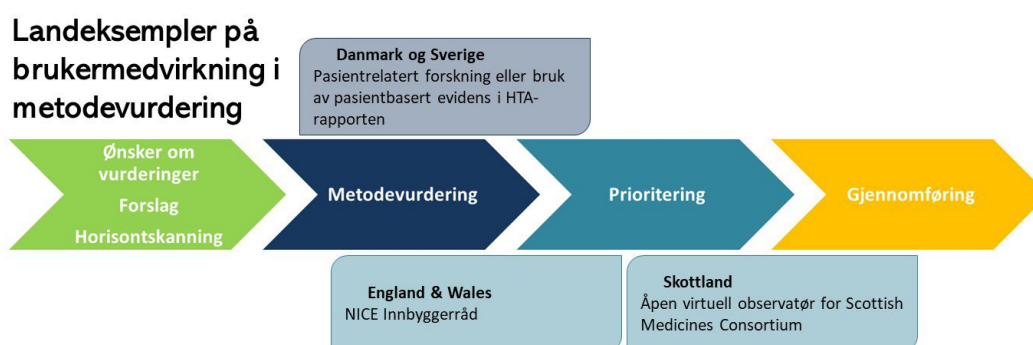 Landeksempler på
brukermedvirkning i
metodevurdering
Danmark og Sverige
Pasientrelatert forskning eller bruk
av pasientbasert evidens i HTA-
rapporten
Ønsker om
vurderinger
Forslag
Horisontskanning
Metodevurdering
Prioritering
Gjennomføring
England & Wales
NICE Innbyggerråd
Skottland
Åpen virtuell observatør for Scottish
Medicines Consortium